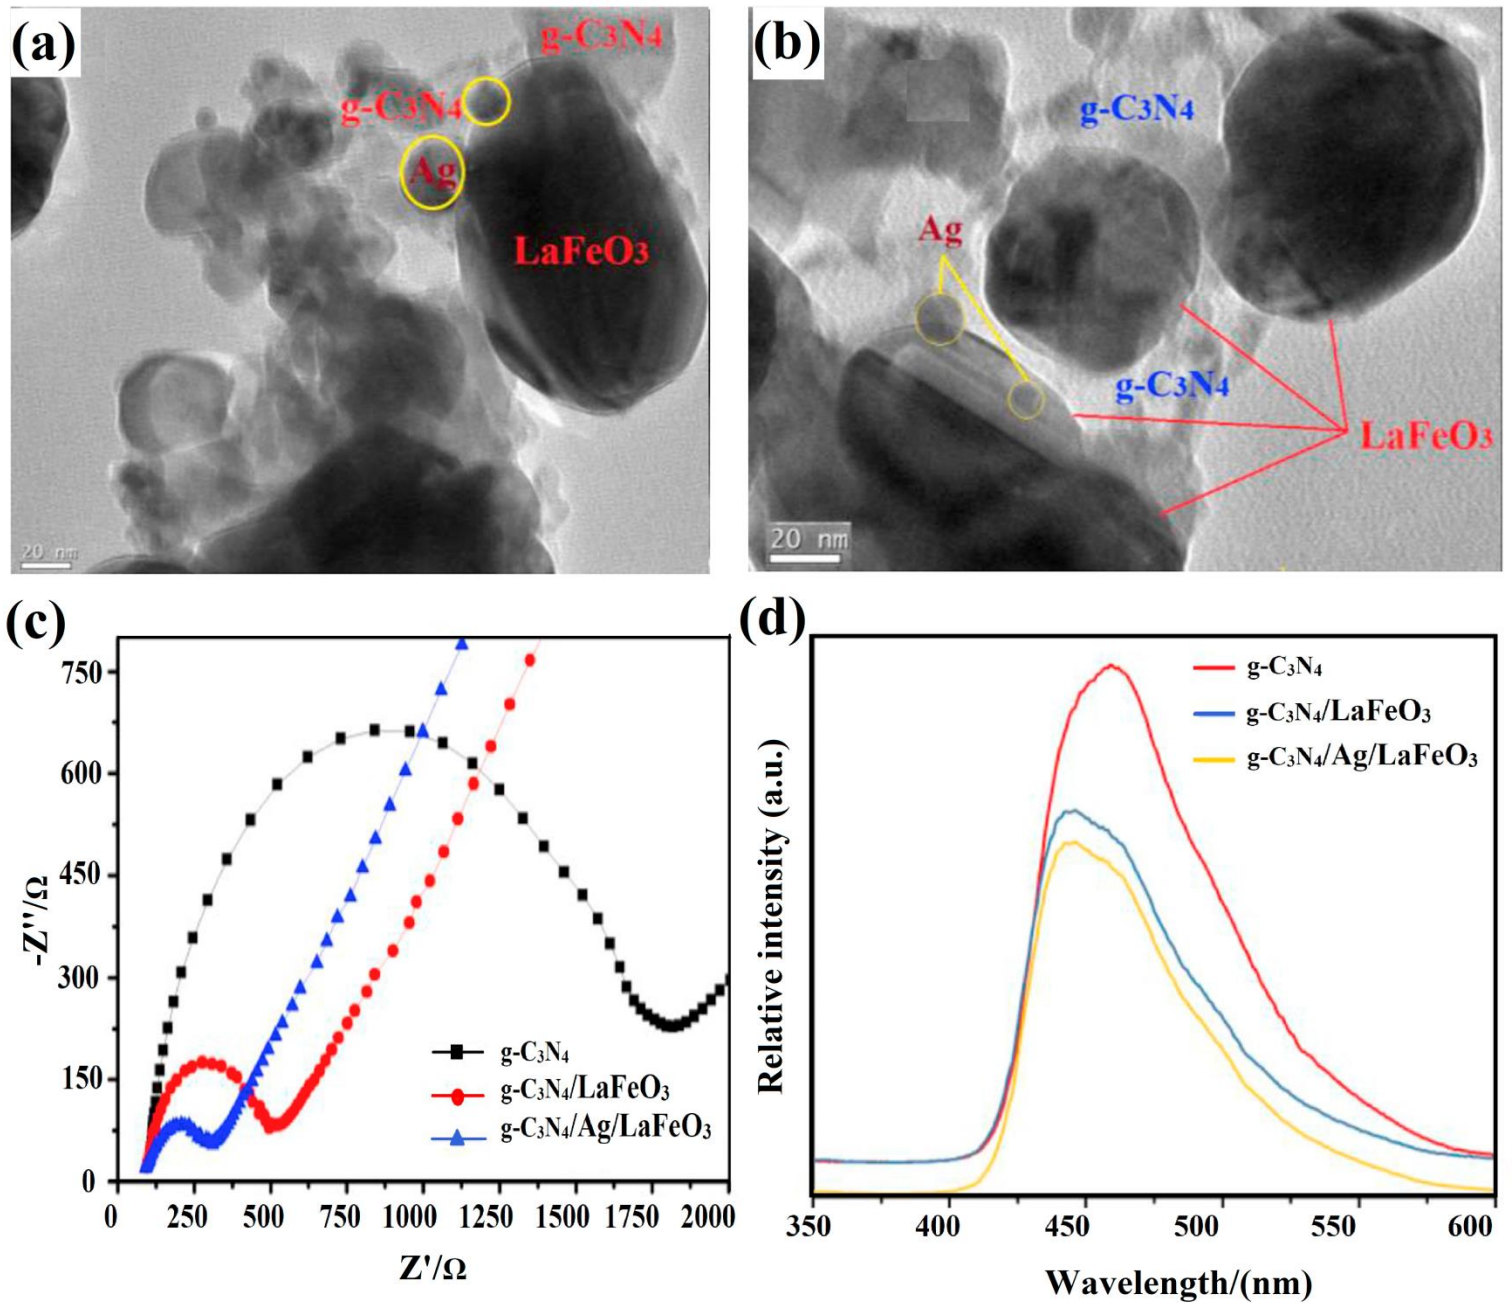 (a)
g-C₃N₄
g-C₃N₄
Ag
LaFeO₃
20 nm
(b)
g-C₃N₄
Ag
g-C₃N₄
LaFeO₃
20 nm
(c)
750
600
450
300
150
0
-Z''/Ω
g-C₃N₄
g-C₃N₄/LaFeO₃
g-C₃N₄/Ag/LaFeO₃
0 250 500 750 1000 1250 1500 1750 2000
Z'/Ω
(d)
g-C₃N₄
g-C₃N₄/LaFeO₃
g-C₃N₄/Ag/LaFeO₃
Relative intensity (a.u.)
350 400 450 500 550 600
Wavelength/(nm)